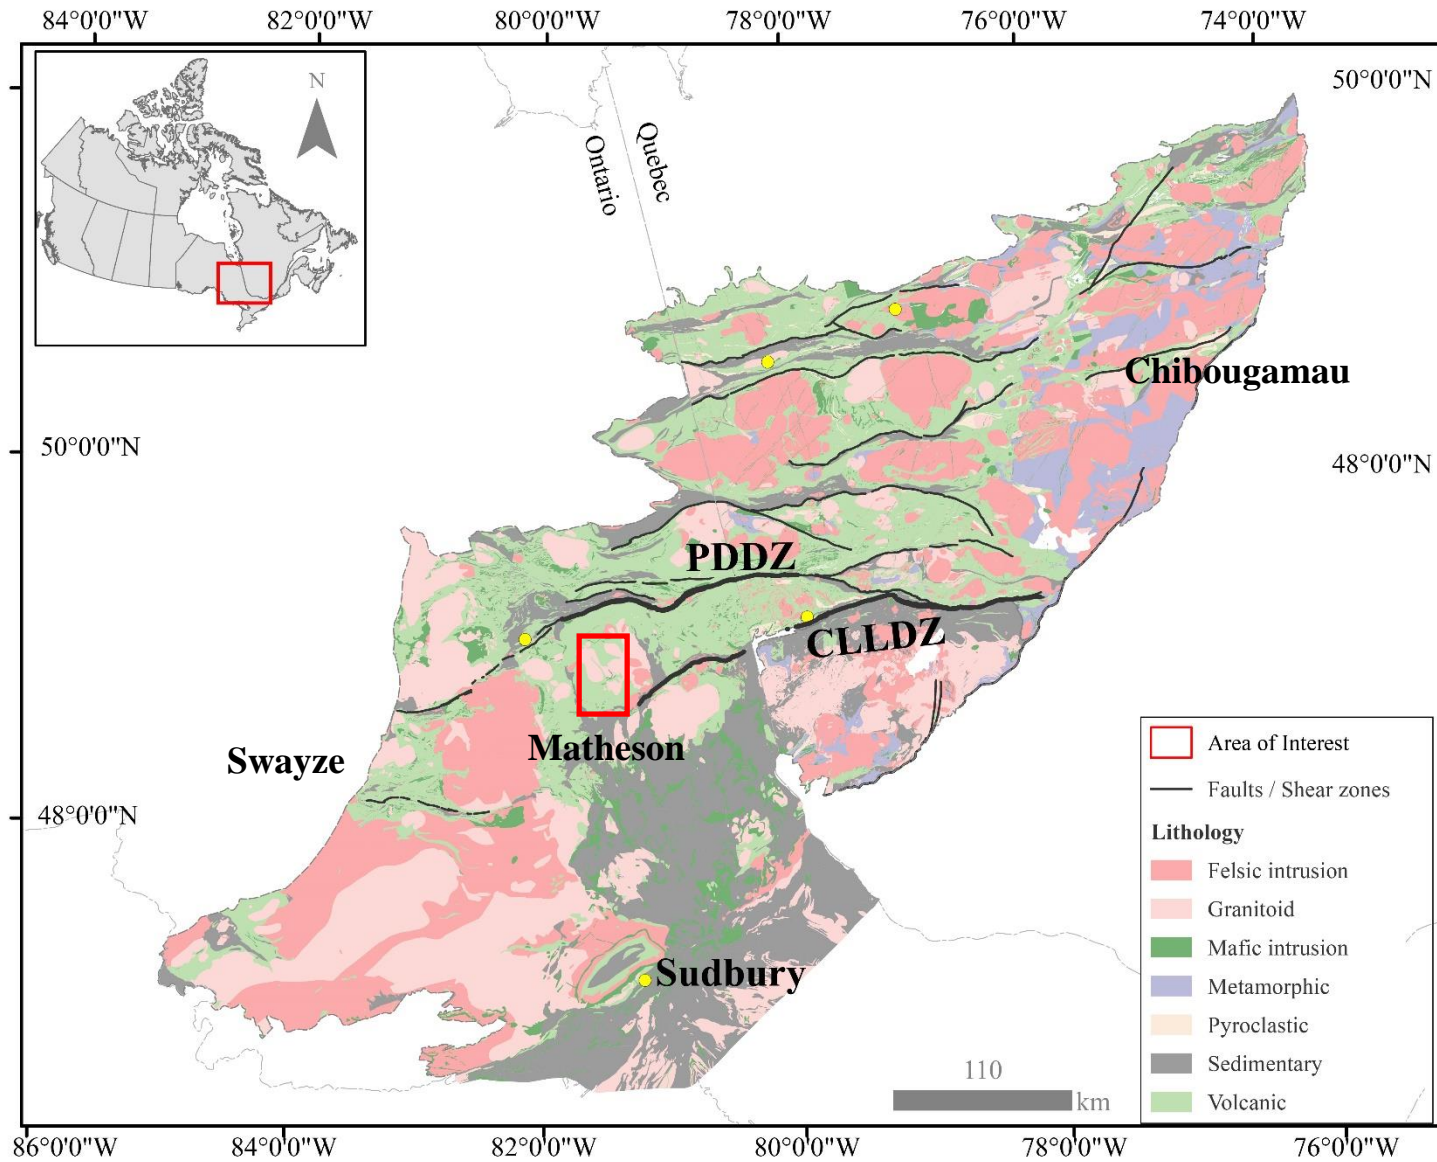 84°0'0"W 82°0'0"W 80°0'0"W 78°0'0"W 76°0'0"W 74°0'0"W
N
50°0'0"N
Quebec
Ontario
Chibougamau
50°0'0"N
48°0'0"N
PDDZ
CLLDZ
Swayze
Matheson
48°0'0"N
Sudbury
Area of Interest
Faults / Shear zones
Lithology
Felsic intrusion
Granitoid
Mafic intrusion
Metamorphic
Pyroclastic
Sedimentary
Volcanic
110
km
86°0'0"W 84°0'0"W 82°0'0"W 80°0'0"W 78°0'0"W 76°0'0"W